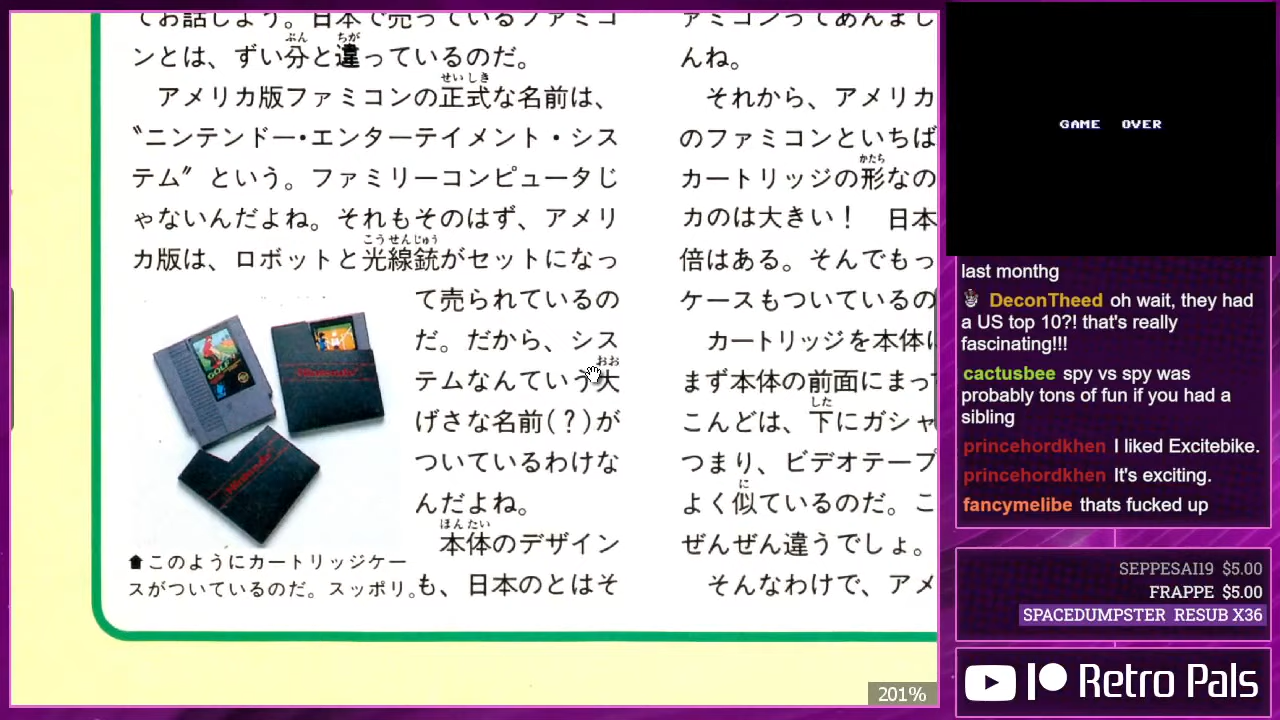 てお話しよう。日本で売っているファミコ
ンとは、ずい分と違っているのだ。
アメリカ版ファミコンの正式な名前は、
〝ニンテンドー・エンターテイメント・シス
テム〟という。ファミリーコンピュータじ
ゃないんだよね。それもそのはず、アメリ
カ版は、ロボットと光線銃がセットになっ
て売られているの
だ。だから、シス
テムなんていう大
げさな名前(？)が
ついているわけな
んだよね。
本体のデザイン
も、日本のとはそ
⬆このようにカートリッジケー
スがついているのだ。スッポリ。
ァミコンってあんまし
んね。
それから、アメリカ
のファミコンといちば
カートリッジの形なの
カのは大きい！ 日本
倍はある。そんでもっ
ケースもついているの
カートリッジを本体に
まず本体の前面にまっ
こんどは、下にガシャ
つまり、ビデオテープ
よく似ているのだ。こ
ぜんぜん違うでしょ。
そんなわけで、アメ
201%
GAME OVER
last monthg
DeconTheed oh wait, they had
a US top 10?! that's really
fascinating!!!
cactusbee spy vs spy was
probably tons of fun if you had a
sibling
princehordkhen I liked Excitebike.
princehordkhen It's exciting.
fancymelibe thats fucked up
SEPPESAI19 $5.00
FRAPPE $5.00
SPACEDUMPSTER RESUB X36
Retro Pals